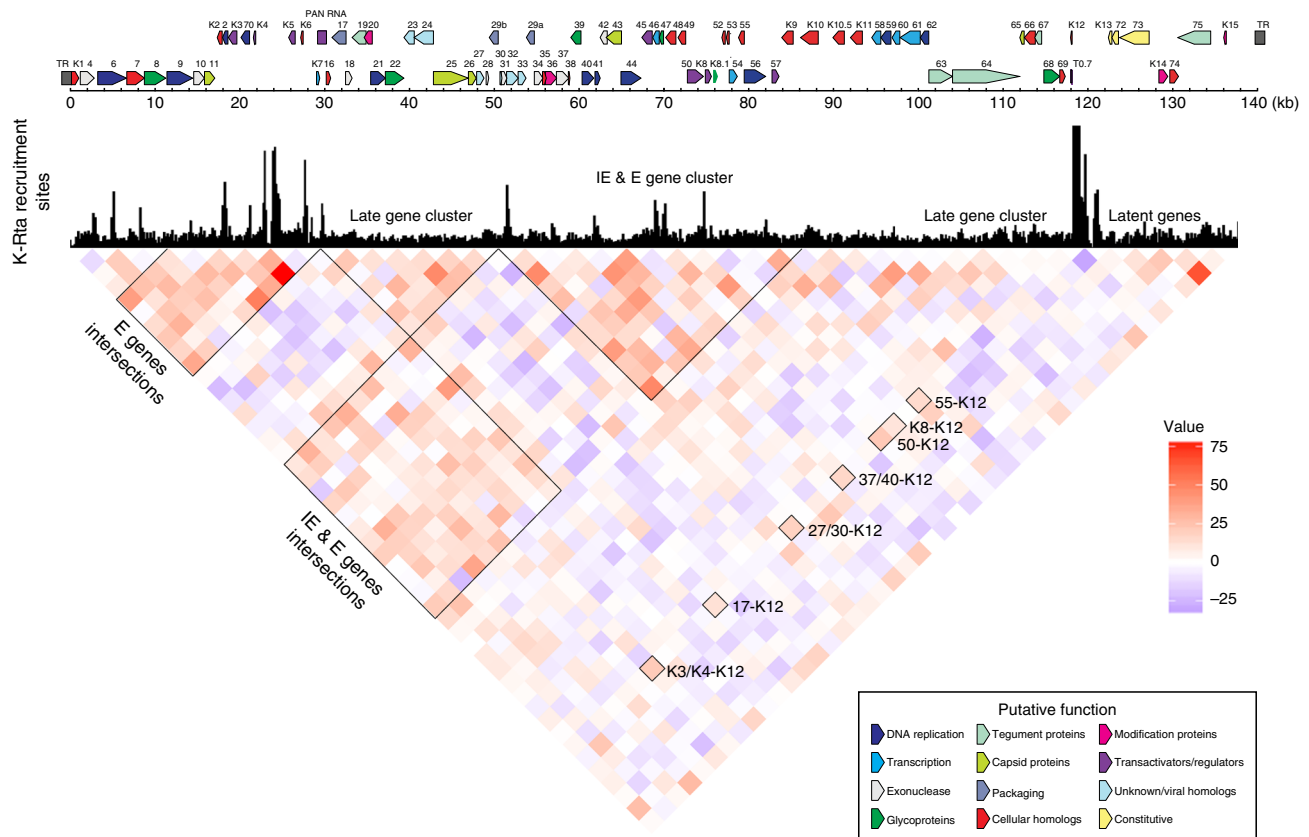 PAN RNA
K2 2 K3 70 K4 K5 K6 17 19 20 23 24 29b 29a 39 42 43 45 46 47 48 49 52 53 55 K9 K10 K10.5 K11 58 59 60 61 62 65 66 67 K12 K13 72 73 75 K15 TR
27 30 32 35 37
TR K1 4 6 7 8 9 10 11 K7 16 18 21 22 25 26 28 29 31 33 34 36 38 40 41 44 50 K8 K8.1 54 56 57 63 64 68 69 T0.7 K14 74
0 10 20 30 40 50 60 70 80 90 100 110 120 130 140 (kb)
K-Rta recruitment
sites
IE & E gene cluster
Late gene cluster
Late gene cluster
Latent genes
E genes
intersections
IE & E genes
intersections
55-K12
K8-K12
50-K12
37/40-K12
27/30-K12
17-K12
K3/K4-K12
Value
75
50
25
0
−25
Putative function
DNA replication
Tegument proteins
Modification proteins
Transcription
Capsid proteins
Transactivators/regulators
Exonuclease
Packaging
Unknown/viral homologs
Glycoproteins
Cellular homologs
Constitutive